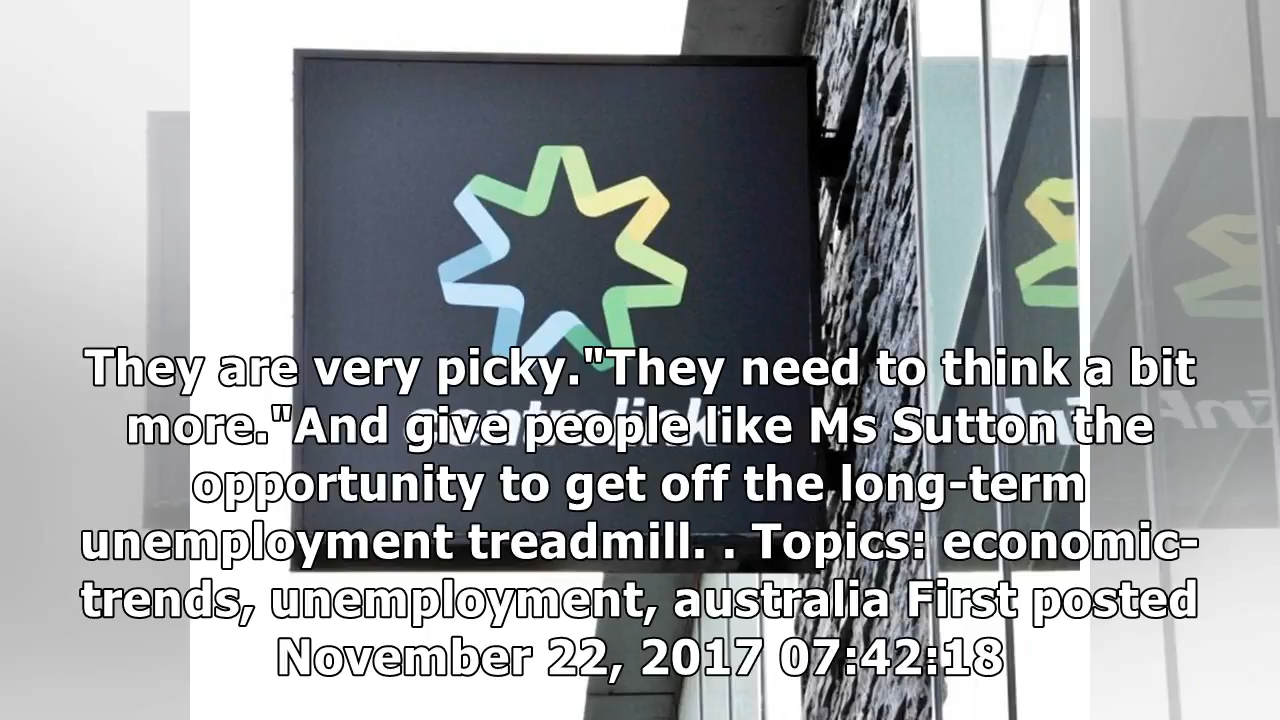 They are very picky."They need to think a bit
more."And give people like Ms Sutton the
opportunity to get off the long-term
unemployment treadmill. . Topics: economic-
trends, unemployment, australia First posted
November 22, 2017 07:42:18
centrelink